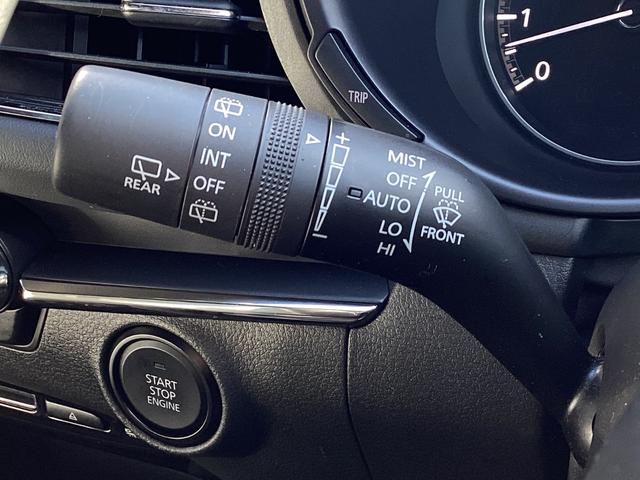 1
0
TRIP
ON
INT
OFF
REAR
+
−
MIST
OFF
AUTO
LO
HI
PULL
FRONT
START
STOP
ENGINE